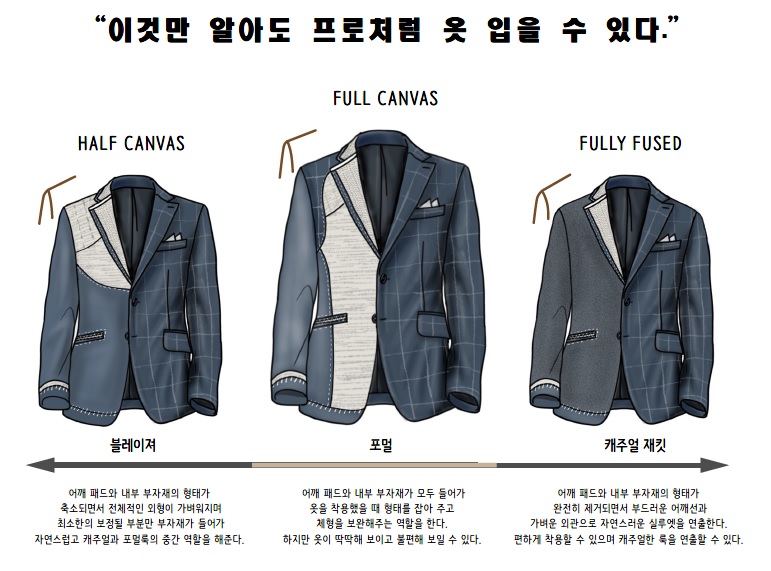 “이것만 알아도 프로처럼 옷 입을 수 있다.”
FULL CANVAS
HALF CANVAS
FULLY FUSED
블레이져
포멀
캐주얼 재킷
어깨 패드와 내부 부자재의 형태가
축소되면서 전체적인 외형이 가벼워지며
최소한의 보정될 부분만 부자재가 들어가
자연스럽고 캐주얼과 포멀룩의 중간 역할을 해준다.
어깨 패드와 내부 부자재가 모두 들어가
옷을 착용했을 때 형태를 잡아 주고
체형을 보완해주는 역할을 한다.
하지만 옷이 딱딱해 보이고 불편해 보일 수 있다.
어깨 패드와 내부 부자재의 형태가
완전히 제거되면서 부드러운 어깨선과
가벼운 외관으로 자연스러운 실루엣을 연출한다.
편하게 착용할 수 있으며 캐주얼한 룩을 연출할 수 있다.